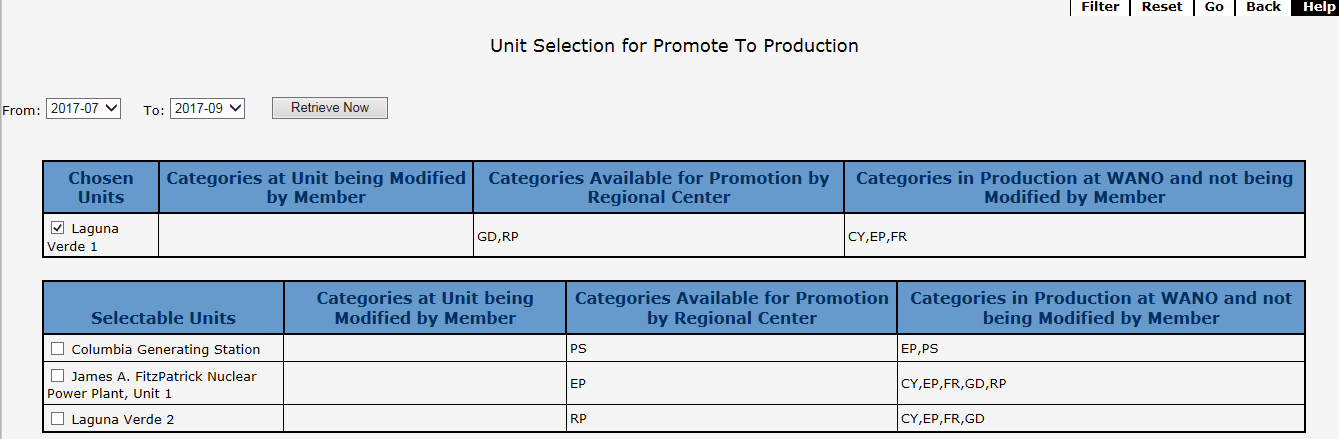 Filter Reset Go Back Help
Unit Selection for Promote To Production
From: 2017-07 To: 2017-09 Retrieve Now
Chosen Units
Categories at Unit being Modified by Member
Categories Available for Promotion by Regional Center
Categories in Production at WANO and not being Modified by Member
Laguna Verde 1
GD,RP
CY,EP,FR
Selectable Units
Categories at Unit being Modified by Member
Categories Available for Promotion by Regional Center
Categories in Production at WANO and not being Modified by Member
Columbia Generating Station
PS
EP,PS
James A. FitzPatrick Nuclear Power Plant, Unit 1
EP
CY,EP,FR,GD,RP
Laguna Verde 2
RP
CY,EP,FR,GD